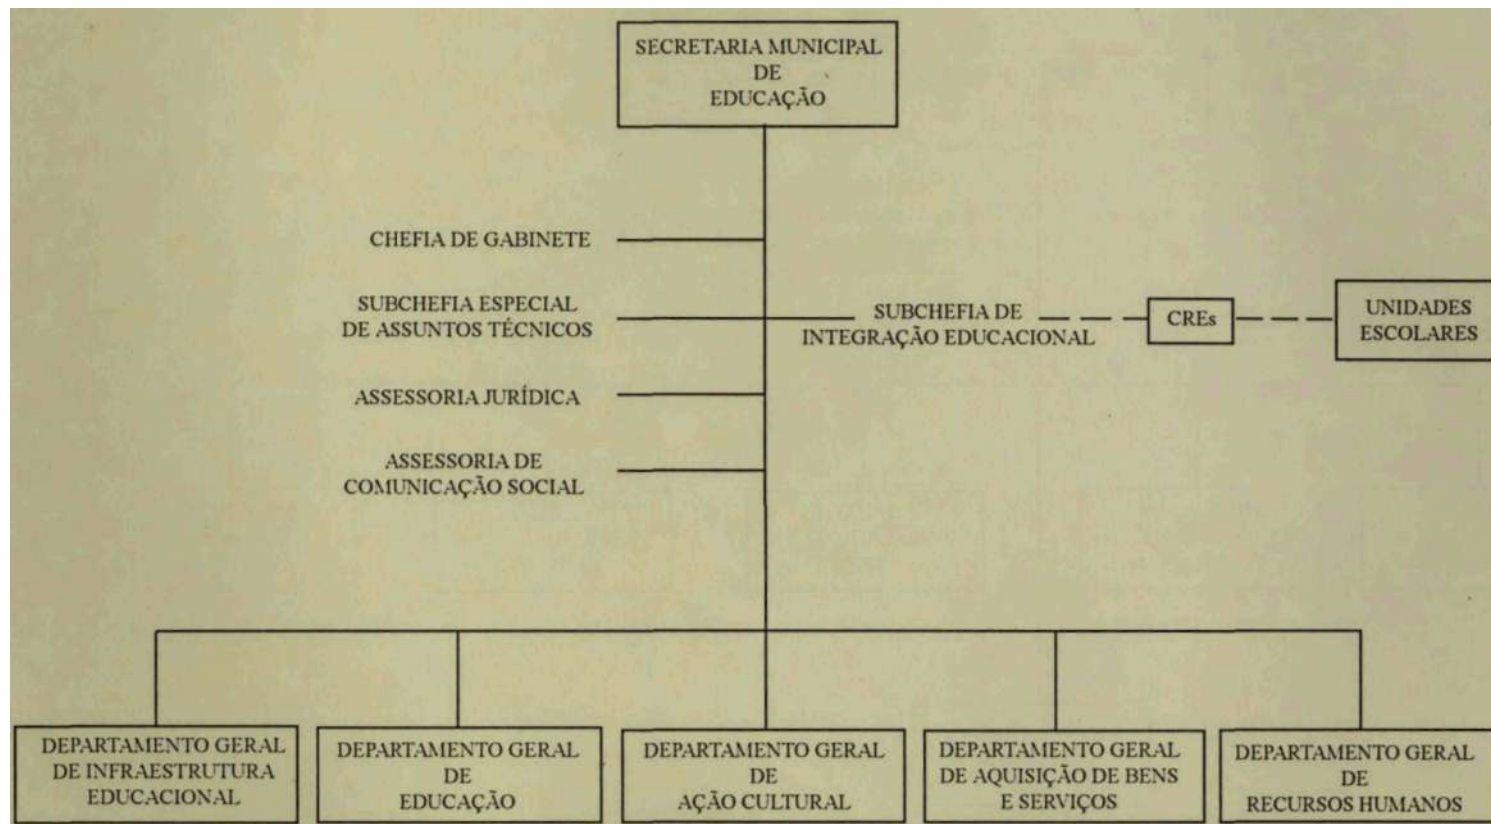 SECRETARIA MUNICIPAL
DE
EDUCAÇÃO
CHEFIA DE GABINETE
SUBCHEFIA ESPECIAL
DE ASSUNTOS TÉCNICOS
SUBCHEFIA DE
INTEGRAÇÃO EDUCACIONAL
CREs
UNIDADES
ESCOLARES
ASSESSORIA JURÍDICA
ASSESSORIA DE
COMUNICAÇÃO SOCIAL
DEPARTAMENTO GERAL
DE INFRAESTRUTURA
EDUCACIONAL
DEPARTAMENTO GERAL
DE
EDUCAÇÃO
DEPARTAMENTO GERAL
DE
AÇÃO CULTURAL
DEPARTAMENTO GERAL
DE AQUISIÇÃO DE BENS
E SERVIÇOS
DEPARTAMENTO GERAL
DE
RECURSOS HUMANOS